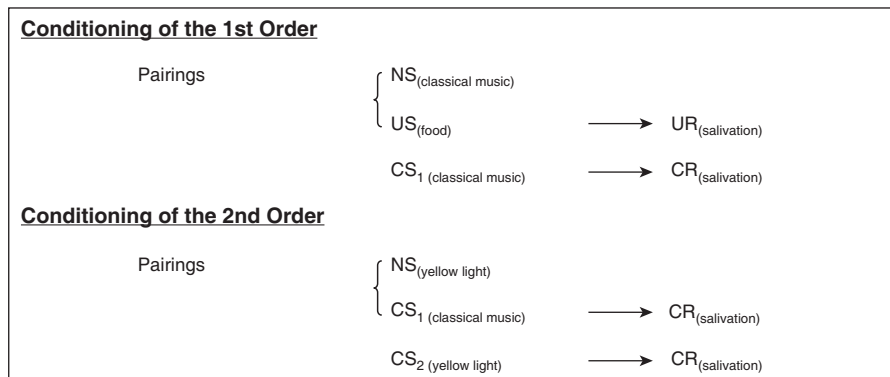 Conditioning of the 1st Order
Pairings NS(classical music)
US(food) UR(salivation)
CS1 (classical music) CR(salivation)
Conditioning of the 2nd Order
Pairings NS(yellow light)
CS1 (classical music) CR(salivation)
CS2 (yellow light) CR(salivation)